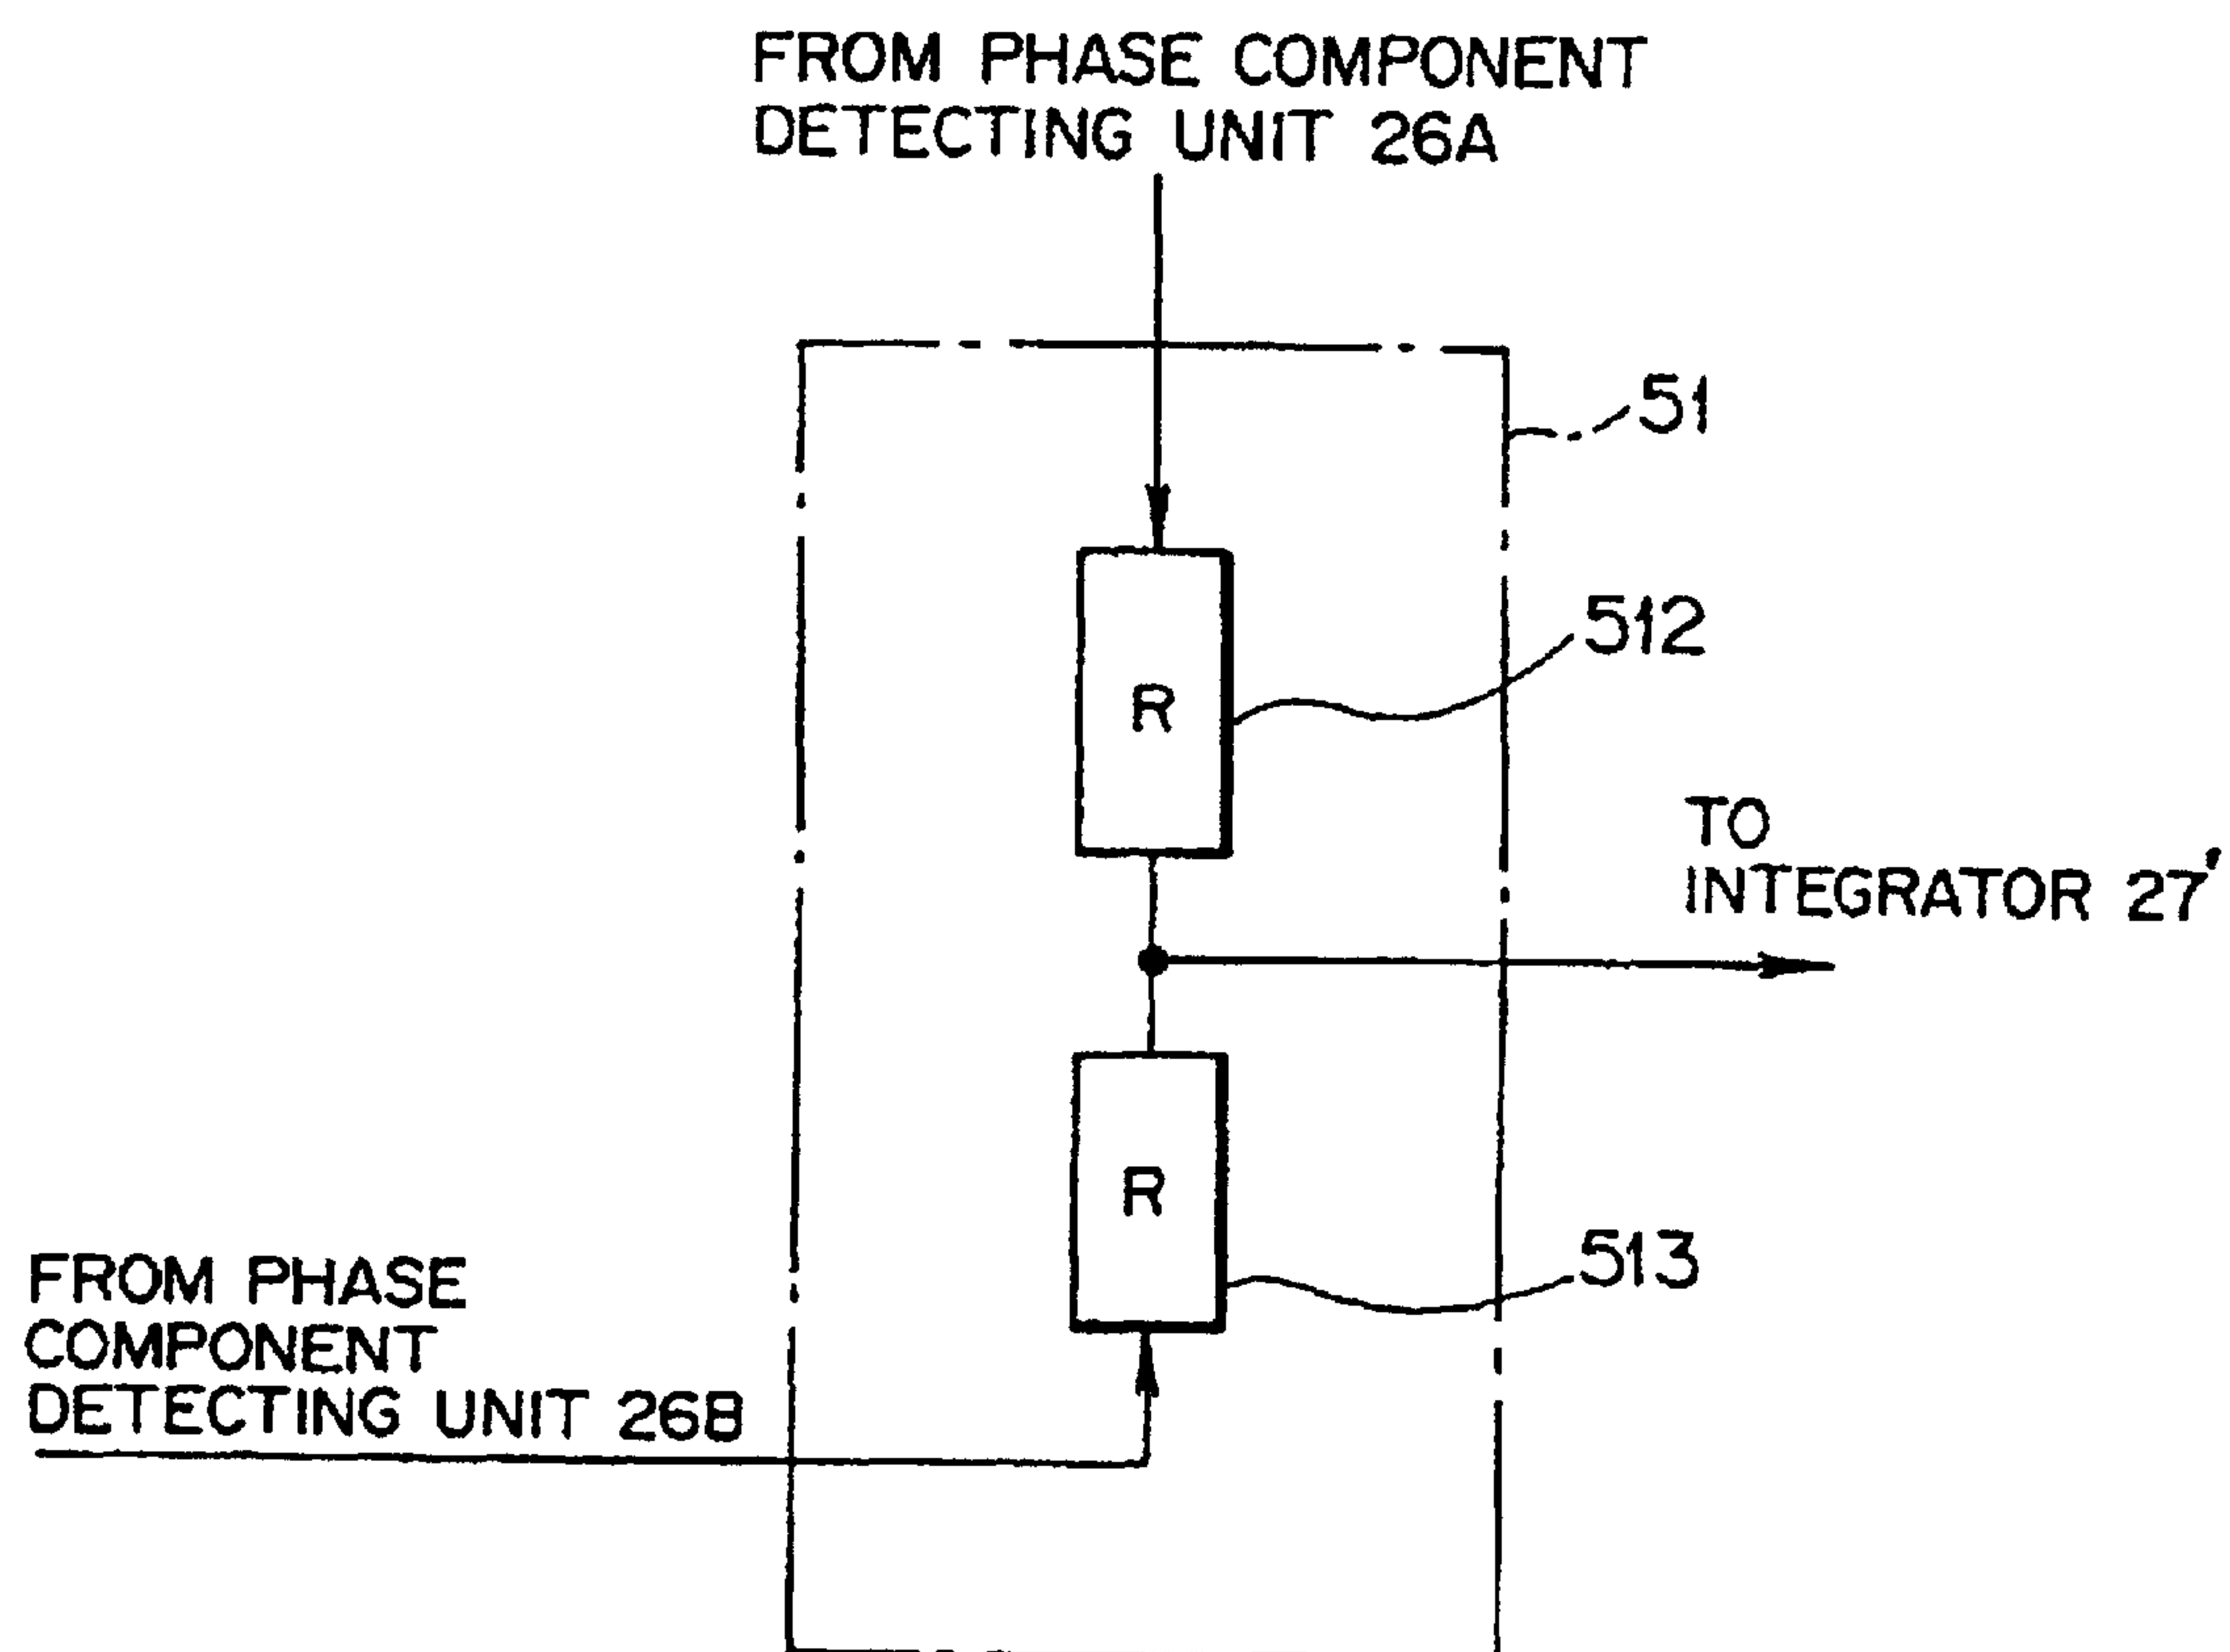 FROM PHASE COMPONENT
DETECTING UNIT 26A
51
512
R
TO
INTEGRATOR 27'
R
513
FROM PHASE
COMPONENT
DETECTING UNIT 26B